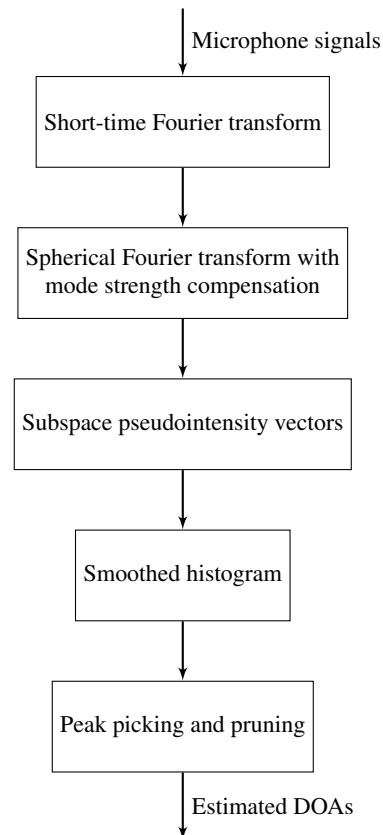 Microphone signals
Short-time Fourier transform
Spherical Fourier transform with
mode strength compensation
Subspace pseudointensity vectors
Smoothed histogram
Peak picking and pruning
Estimated DOAs